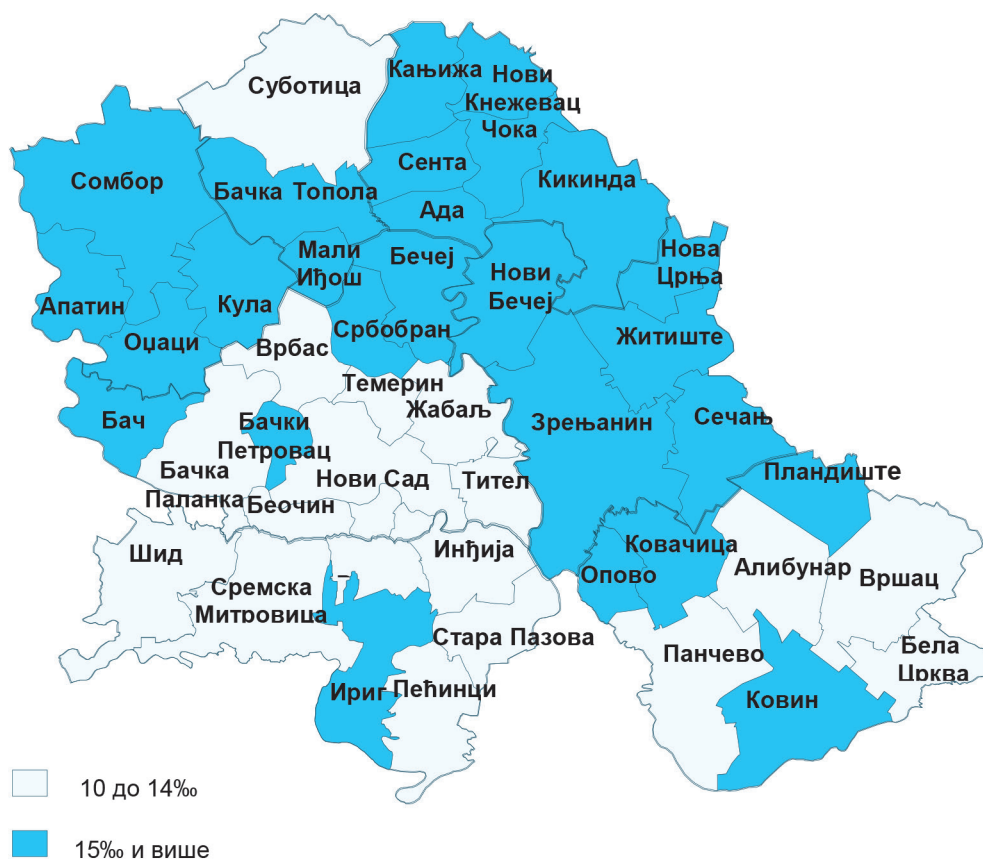 Суботица
Кањижа
Нови
Кнежевац
Чока
Сомбор
Бачка Топола
Сента
Ада
Кикинда
Мали
Иђош
Бечеј
Нови
Бечеј
Нова
Црња
Апатин
Кула
Оџаци
Србобран
Врбас
Житиште
Темерин
Жабаљ
Бач
Бачки
Петровац
Зрењанин
Сечањ
Бачка
Паланка
Нови Сад
Тител
Беочин
Пландиште
Шид
Инђија
Сремска
Митровица
Опово
Ковачица
Алибунар
Вршац
Стара Пазова
Панчево
Бела
Црква
Ириг
Пећинци
Ковин
10 до 14‰
15‰ и више